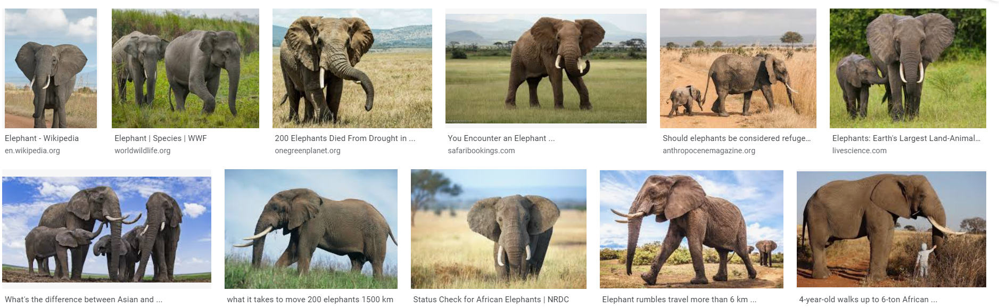 Elephant - Wikipedia
en.wikipedia.org
Elephant | Species | WWF
worldwildlife.org
200 Elephants Died From Drought in ...
onegreenplanet.org
You Encounter an Elephant ...
safaribookings.com
Should elephants be considered refuge...
anthropocenemagazine.org
Elephants: Earth's Largest Land-Animal...
livescience.com
What's the difference between Asian and ...
what it takes to move 200 elephants 1500 km
Status Check for African Elephants | NRDC
Elephant rumbles travel more than 6 km ...
4-year-old walks up to 6-ton African ...